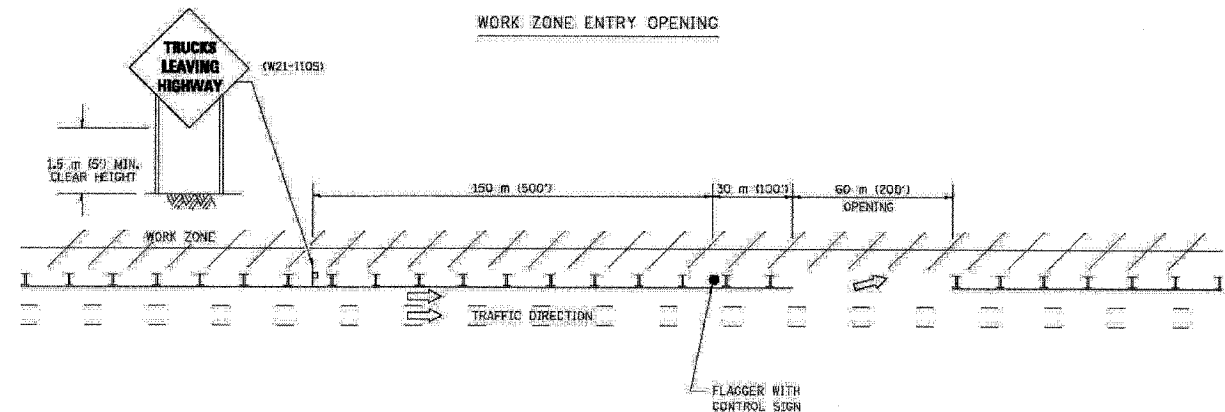 WORK ZONE ENTRY OPENING
TRUCKS
LEAVING
HIGHWAY
(W21-I105)
1.5 m (5') MIN.
CLEAR HEIGHT
150 m (500')
30 m (100')
60 m (200')
OPENING
WORK ZONE
TRAFFIC DIRECTION
FLAGGER WITH
CONTROL SIGN